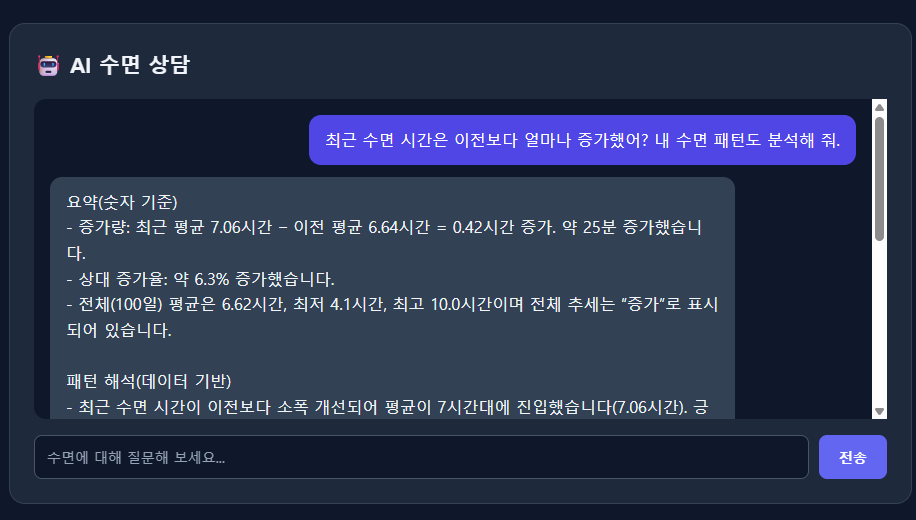 AI 수면 상담
최근 수면 시간은 이전보다 얼마나 증가했어? 내 수면 패턴도 분석해 줘.
요약(숫자 기준)
- 증가량: 최근 평균 7.06시간 − 이전 평균 6.64시간 = 0.42시간 증가. 약 25분 증가했습니
다.
- 상대 증가율: 약 6.3% 증가했습니다.
- 전체(100일) 평균은 6.62시간, 최저 4.1시간, 최고 10.0시간이며 전체 추세는 “증가”로 표시
되어 있습니다.
패턴 해석(데이터 기반)
- 최근 수면 시간이 이전보다 소폭 개선되어 평균이 7시간대에 진입했습니다(7.06시간). 긍
수면에 대해 질문해 보세요...
전송